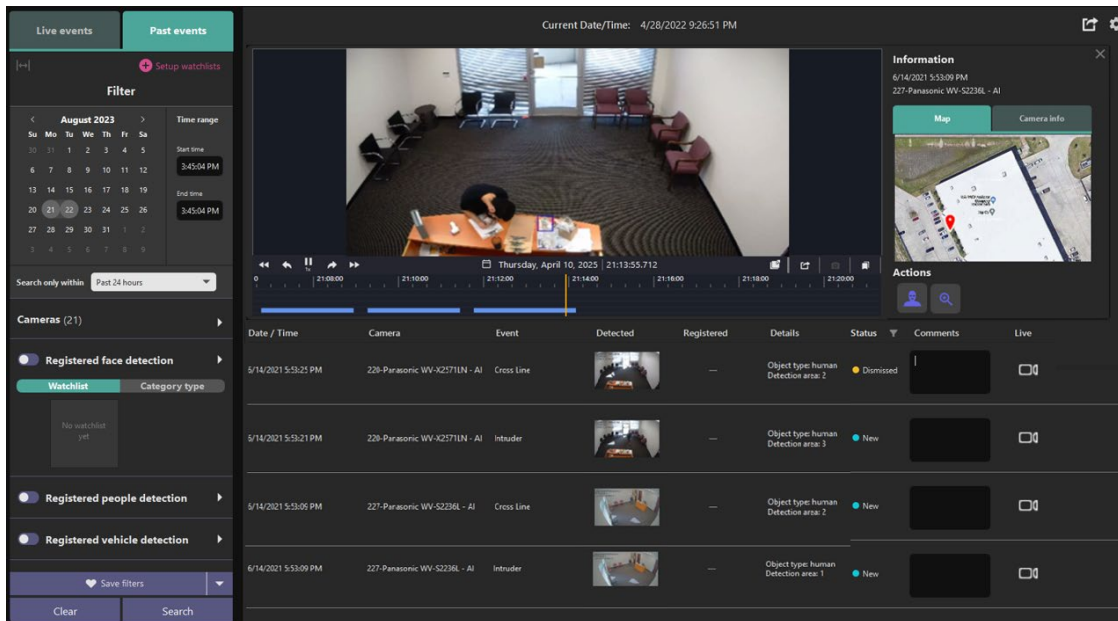 Live events
Past events
Current Date/Time: 4/28/2022 9:26:51 PM
Setup watchlists
Filter
August 2023
Time range
Su Mo Tu We Th Fr Sa
30 31 1 2 3 4 5
Start time
3:45:04 PM
6 7 8 9 10 11 12
13 14 15 16 17 18 19
End time
3:45:04 PM
20 21 22 23 24 25 26
27 28 29 30 31 1 2
3 4 5 6 7 8 9
Search only within Past 24 hours
Cameras (21)
Registered face detection
Watchlist
Category type
No watchlist
yet
Registered people detection
Registered vehicle detection
Save filters
Clear
Search
1x
Thursday, April 10, 2025 21:13:55.712
0 21:08:00 21:10:00 21:12:00 21:14:00 21:16:00 21:18:00 21:20:00
Information
6/14/2021 5:53:09 PM
227-Panasonic WV-S2236L - AI
Map
Camera info
Actions
Date / Time Camera Event Detected Registered Details Status Comments Live
6/14/2021 5:53:25 PM 220-Panasonic WV-X2571LN - AI Cross Line — Object type: human Dismissed
Detection area: 2
6/14/2021 5:53:21 PM 220-Panasonic WV-X2571LN - AI Intruder — Object type: human New
Detection area: 3
6/14/2021 5:53:09 PM 227-Panasonic WV-S2236L - AI Cross Line — Object type: human New
Detection area: 2
6/14/2021 5:53:09 PM 227-Panasonic WV-S2236L - AI Intruder — Object type: human New
Detection area: 1